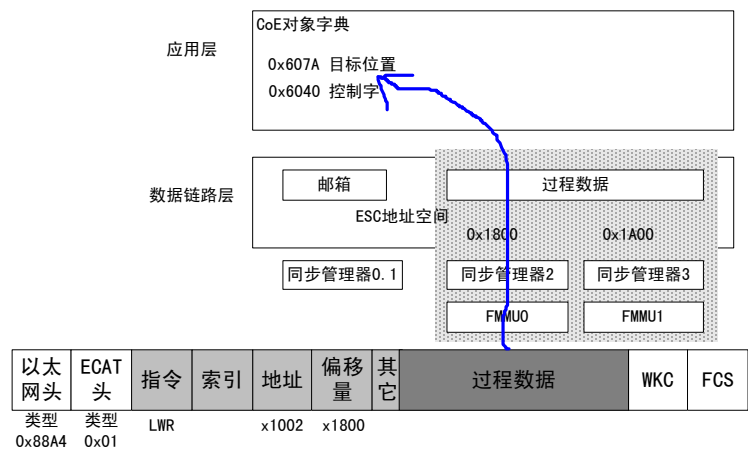 CoE对象字典
应用层
0x607A 目标位置
0x6040 控制字
邮箱
过程数据
数据链路层
ESC地址空间
0x1800
0x1A00
同步管理器0.1
同步管理器2
同步管理器3
FMMU0
FMMU1
以太网头
ECAT头
指令
索引
地址
偏移量
其它
过程数据
WKC
FCS
类型
0x88A4
类型
0x01
LWR
x1002
x1800